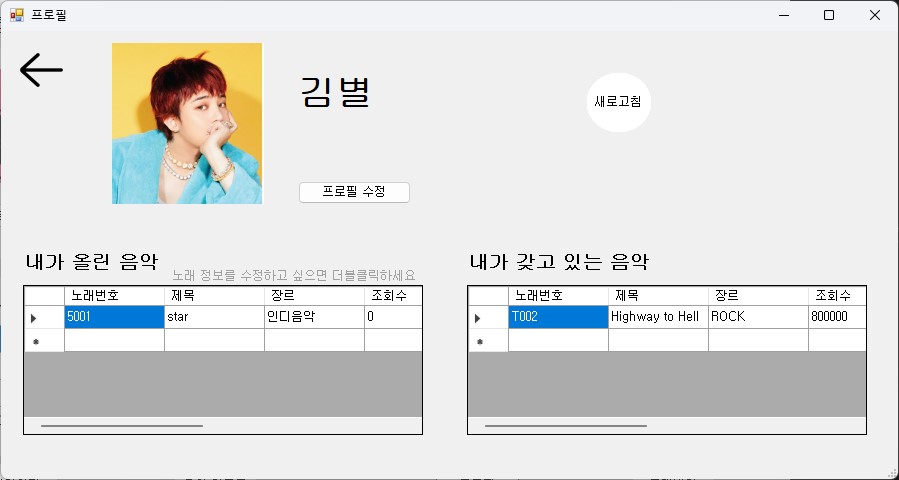 프로필
김별
새로고침
프로필 수정
내가 올린 음악
노래 정보를 수정하고 싶으면 더블클릭하세요
노래번호 제목 장르 조회수
5001 star 인디음악 0
내가 갖고 있는 음악
노래번호 제목 장르 조회수
T002 Highway to Hell ROCK 800000